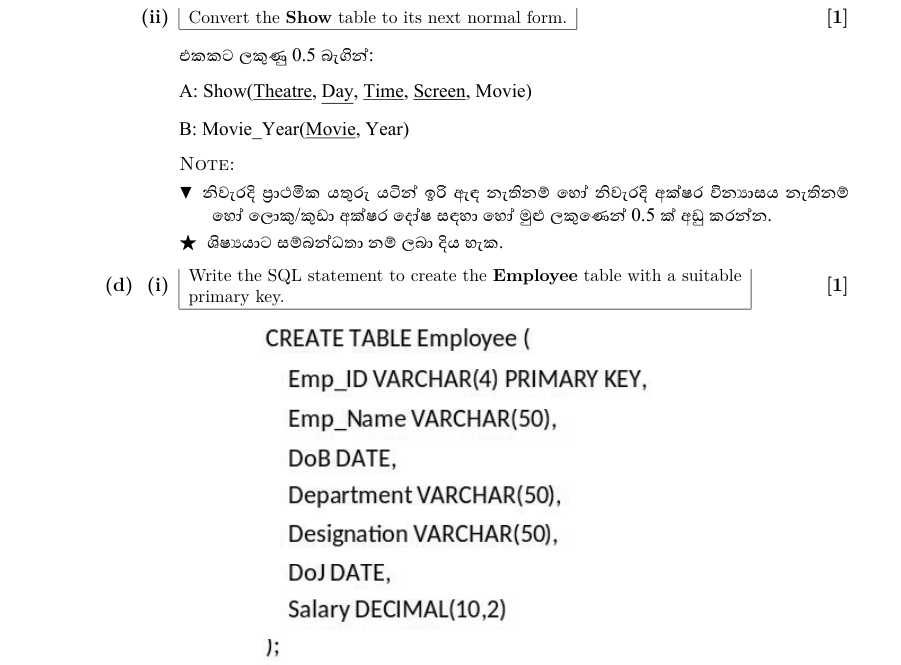 (ii) Convert the Show table to its next normal form. [1]
එකකට ලකුණු 0.5 බැගින්:
A: Show(Theatre, Day, Time, Screen, Movie)
B: Movie_Year(Movie, Year)
NOTE:
▼ නිවැරදි ප්‍රාථමික යතුරු යටින් ඉරි ඇඳ නැතිනම් හෝ නිවැරදි අක්ෂර වින්‍යාසය නැතිනම්
හෝ ලොකු/කුඩා අක්ෂර දෝෂ සඳහා හෝ මුළු ලකුණෙන් 0.5 ක් අඩු කරන්න.
★ ශිෂ්‍යයාට සම්බන්ධතා නම් ලබා දිය හැක.
(d) (i) Write the SQL statement to create the Employee table with a suitable [1]
primary key.
CREATE TABLE Employee (
Emp_ID VARCHAR(4) PRIMARY KEY,
Emp_Name VARCHAR(50),
DoB DATE,
Department VARCHAR(50),
Designation VARCHAR(50),
DoJ DATE,
Salary DECIMAL(10,2)
);